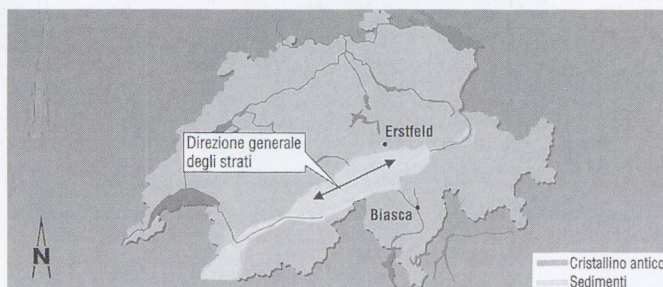 Erstfeld
Direzione generale
degli strati
Biasca
N
Cristallino antico
Sedimenti